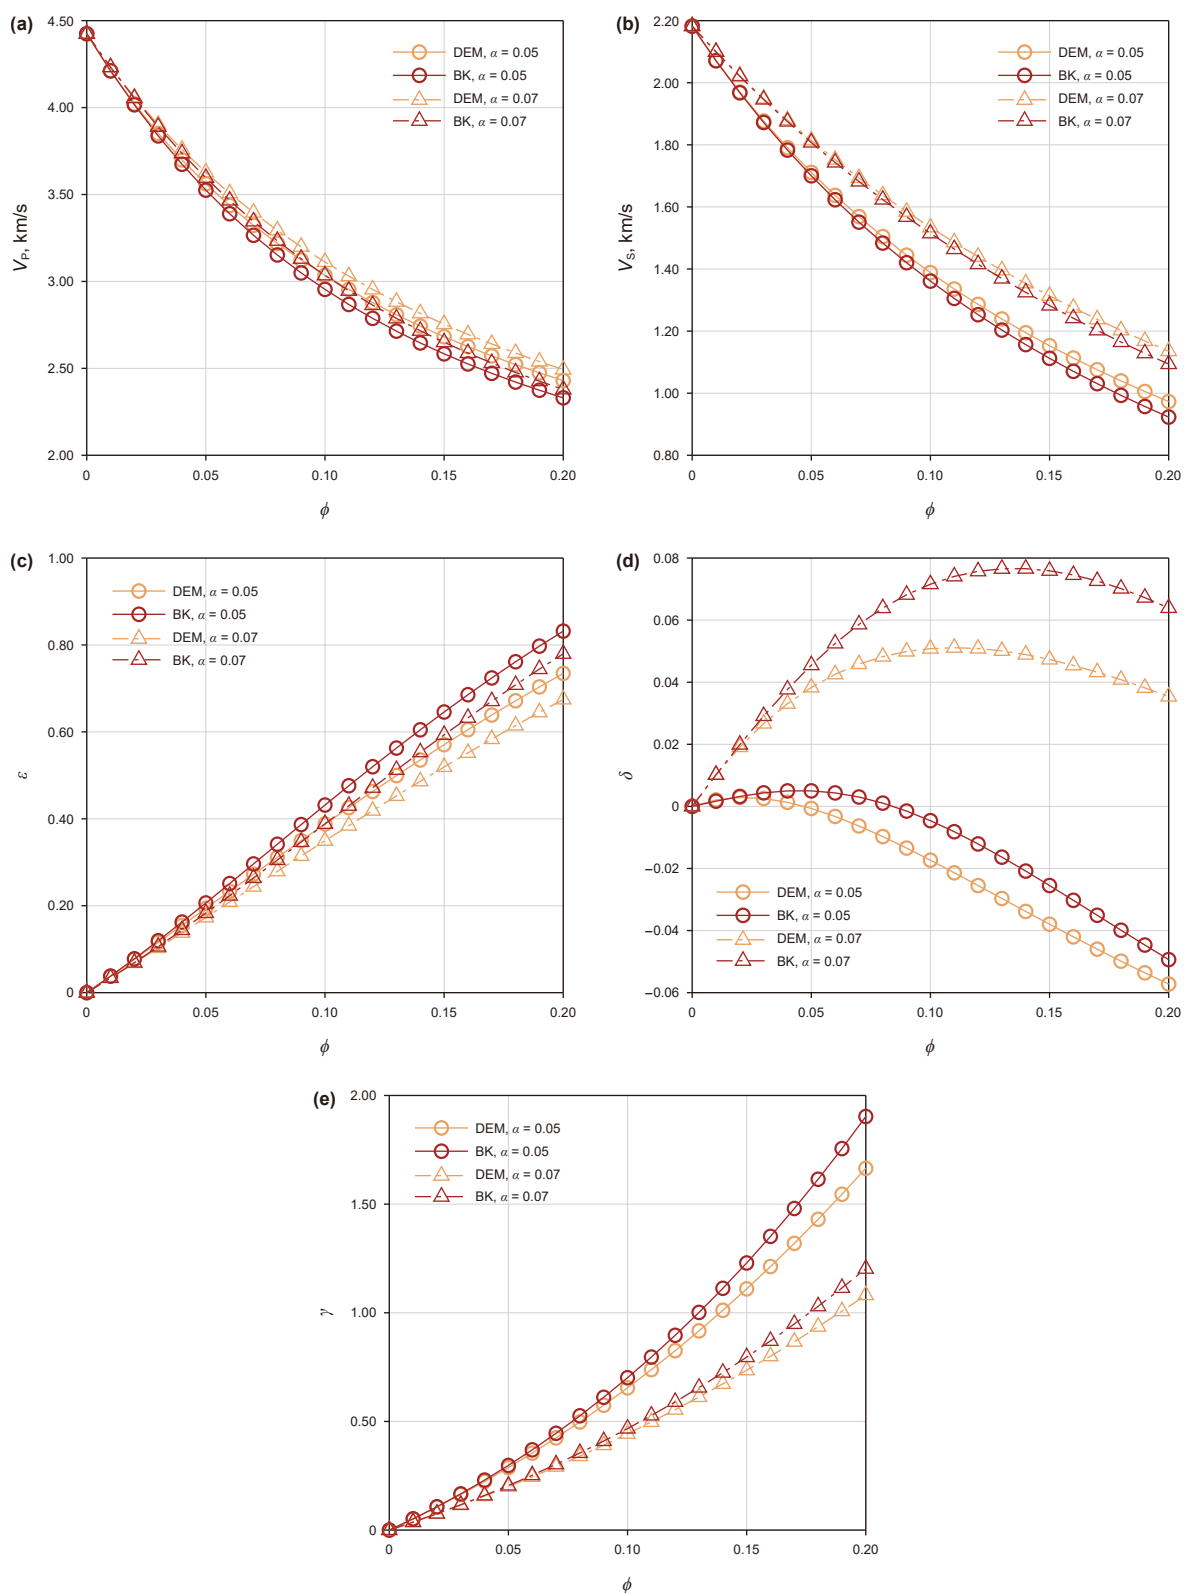 (a)
4.50
4.00
3.50
3.00
2.50
2.00
V_P, km/s
0
0.05
0.10
0.15
0.20
ϕ
DEM, α = 0.05
BK, α = 0.05
DEM, α = 0.07
BK, α = 0.07
(b)
2.20
2.00
1.80
1.60
1.40
1.20
1.00
0.80
V_S, km/s
0
0.05
0.10
0.15
0.20
ϕ
DEM, α = 0.05
BK, α = 0.05
DEM, α = 0.07
BK, α = 0.07
(c)
1.00
0.80
0.60
0.40
0.20
0
ε
0
0.05
0.10
0.15
0.20
ϕ
DEM, α = 0.05
BK, α = 0.05
DEM, α = 0.07
BK, α = 0.07
(d)
0.08
0.06
0.04
0.02
0
−0.02
−0.04
−0.06
δ
0
0.05
0.10
0.15
0.20
ϕ
DEM, α = 0.05
BK, α = 0.05
DEM, α = 0.07
BK, α = 0.07
(e)
2.00
1.50
1.00
0.50
0
γ
0
0.05
0.10
0.15
0.20
ϕ
DEM, α = 0.05
BK, α = 0.05
DEM, α = 0.07
BK, α = 0.07